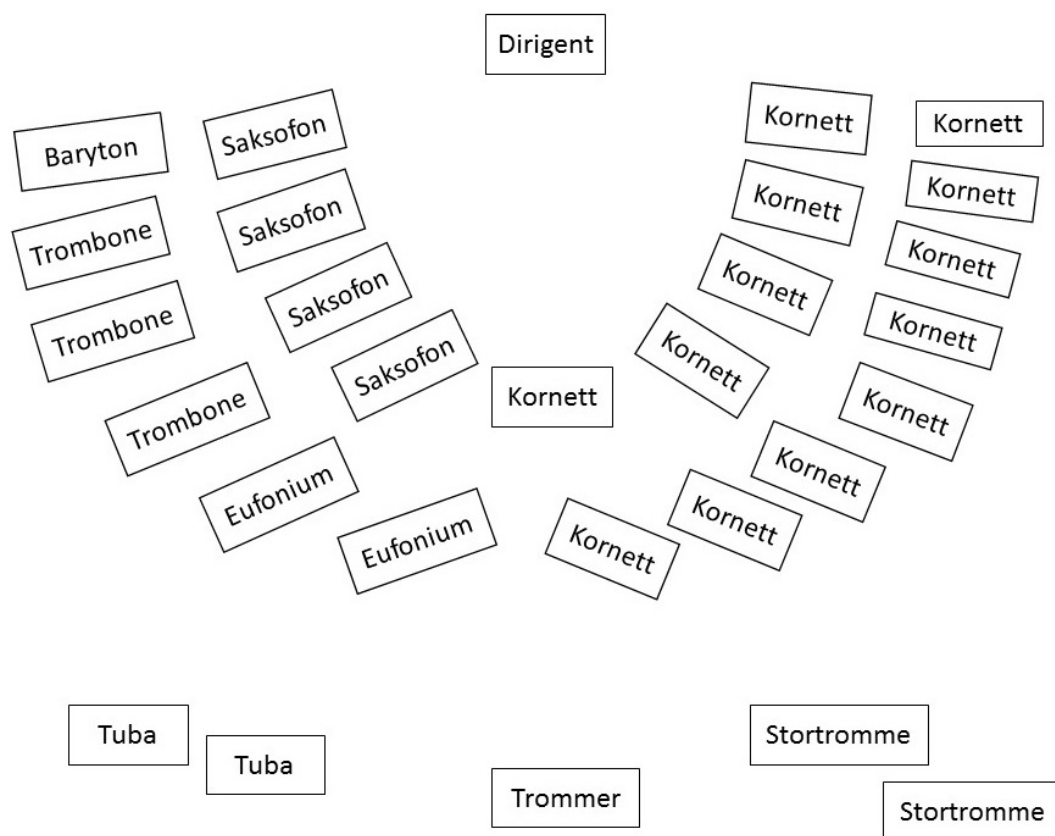 Dirigent
Baryton
Saksofon
Kornett
Kornett
Trombone
Saksofon
Kornett
Kornett
Trombone
Saksofon
Kornett
Kornett
Trombone
Saksofon
Kornett
Kornett
Kornett
Kornett
Eufonium
Kornett
Eufonium
Kornett
Kornett
Tuba
Tuba
Stortromme
Trommer
Stortromme